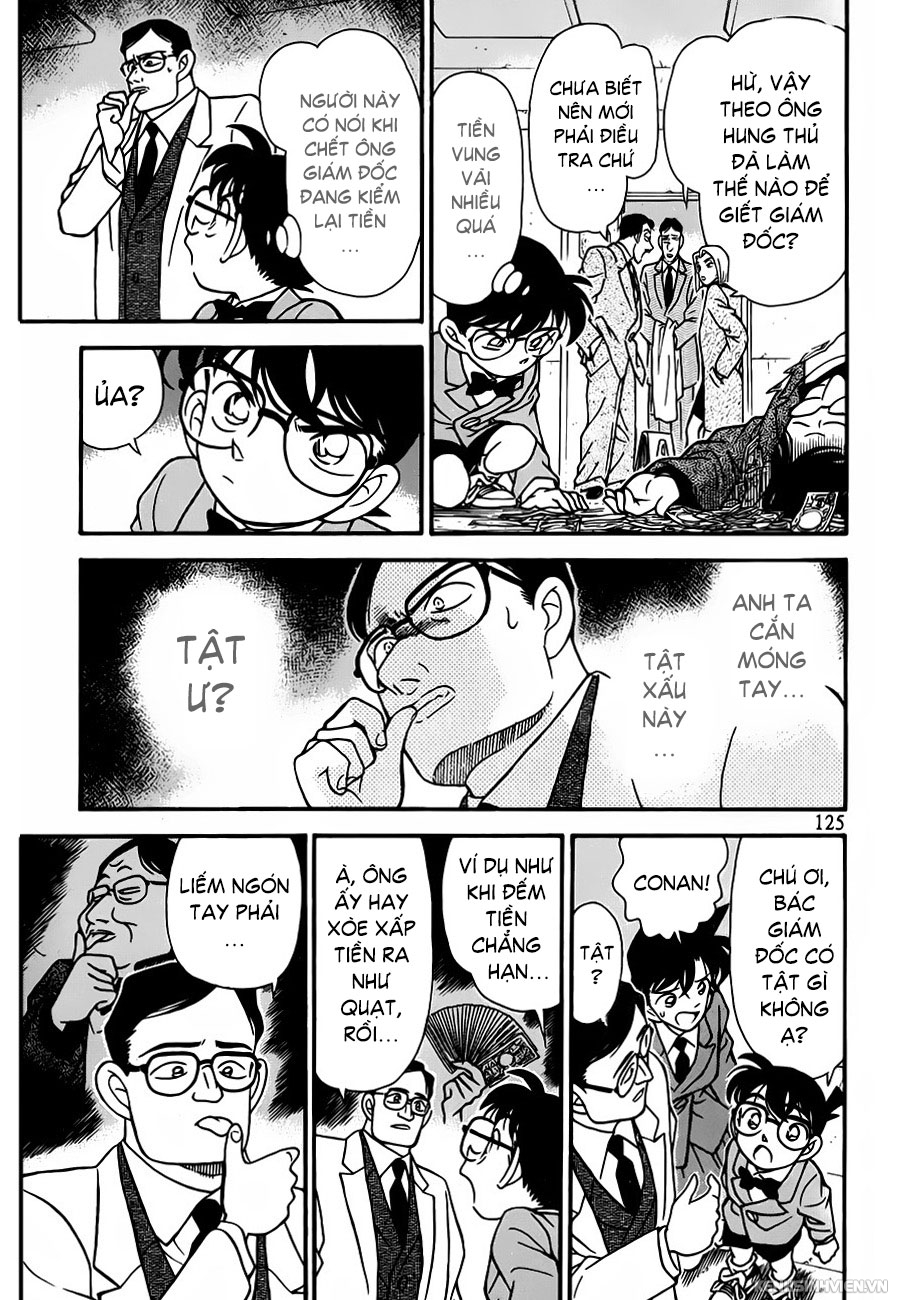 HỪ, VẬY
THEO ÔNG
HUNG THỦ
ĐÀ LÀM
THẾ NÀO ĐỂ
GIẾT GIÁM
ĐỐC?
CHƯA BIẾT
NÊN MỚI
PHẢI ĐIỀU
TRA CHỨ
...
TIỀN
VUNG
VÃI
NHIỀU
QUÁ
...
NGƯỜI NÀY
CÓ NÓI KHI
CHẾT ÔNG
GIÁM ĐỐC
ĐANG KIỂM
LẠI TIỀN
...
ỦA?
ANH TA
CẮN
MÓNG
TAY...
TẬT
XẤU
NÀY
...
TẬT
Ư?
125
CHÚ ƠI,
BÁC
GIÁM
ĐỐC CÓ
TẬT GÌ
KHÔNG
Ạ?
CONAN!
TẬT
?
VÍ DỤ NHƯ
KHI ĐẾM
TIỀN
CHẲNG
HẠN...
À, ÔNG
ẤY HAY
XÒE XẤP
TIỀN RA
NHƯ
QUẠT,
RỒI...
LIẾM NGÓN
TAY PHẢI
...